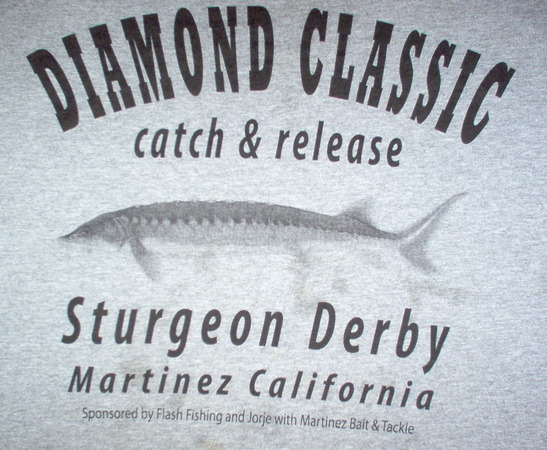 DIAMOND CLASSIC
catch & release
Sturgeon Derby
Martinez California
Sponsored by Flash Fishing and Jorje with Martinez Bait & Tackle